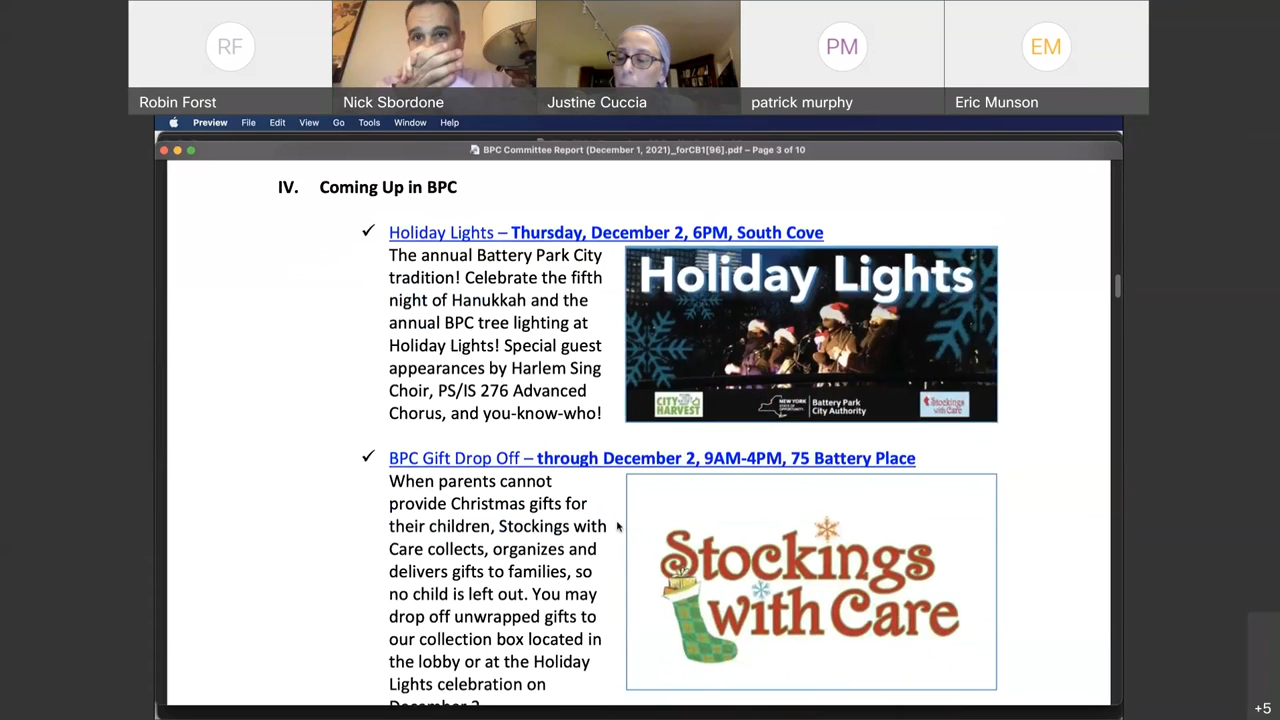 RF
PM
EM
Robin Forst
Nick Sbordone
Justine Cuccia
patrick murphy
Eric Munson
Preview File Edit View Go Tools Window Help
BPC Committee Report (December 1, 2021)_forCB1[96].pdf – Page 3 of 10
IV. Coming Up in BPC
✓ Holiday Lights – Thursday, December 2, 6PM, South Cove
The annual Battery Park City
tradition! Celebrate the fifth
night of Hanukkah and the
annual BPC tree lighting at
Holiday Lights! Special guest
appearances by Harlem Sing
Choir, PS/IS 276 Advanced
Chorus, and you-know-who!
Holiday Lights
CITY
HARVEST
NEW YORK
STATE OF
OPPORTUNITY
Battery Park
City Authority
Stockings
with Care
✓ BPC Gift Drop Off – through December 2, 9AM-4PM, 75 Battery Place
When parents cannot
provide Christmas gifts for
their children, Stockings with
Care collects, organizes and
delivers gifts to families, so
no child is left out. You may
drop off unwrapped gifts to
our collection box located in
the lobby or at the Holiday
Lights celebration on
December 2
Stockings
with Care
+5